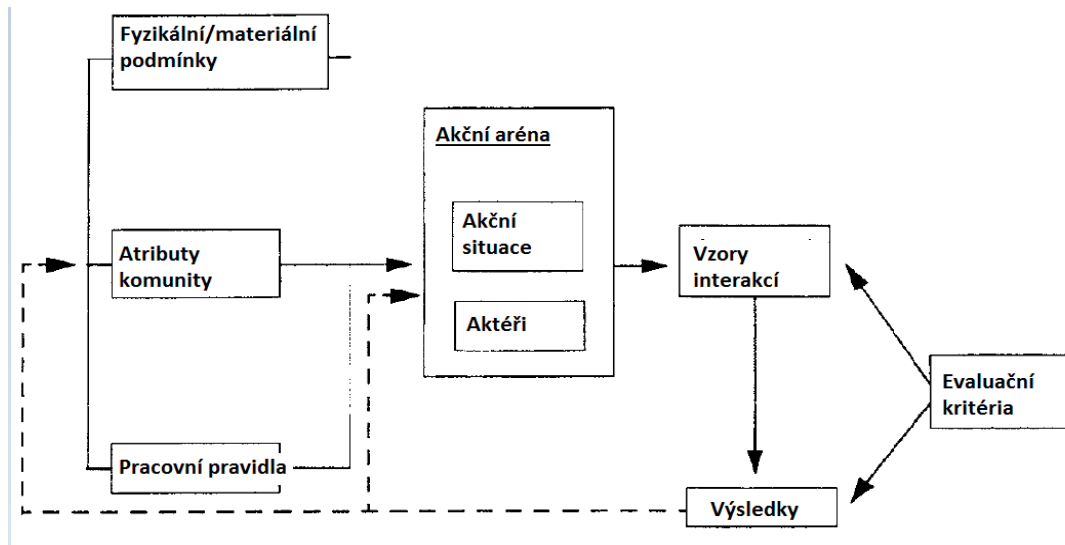 Fyzikální/materiální
podmínky
Akční aréna
Akční
situace
Atributy
komunity
Vzory
interakcí
Aktéři
Evaluační
kritéria
Pracovní pravidla
Výsledky